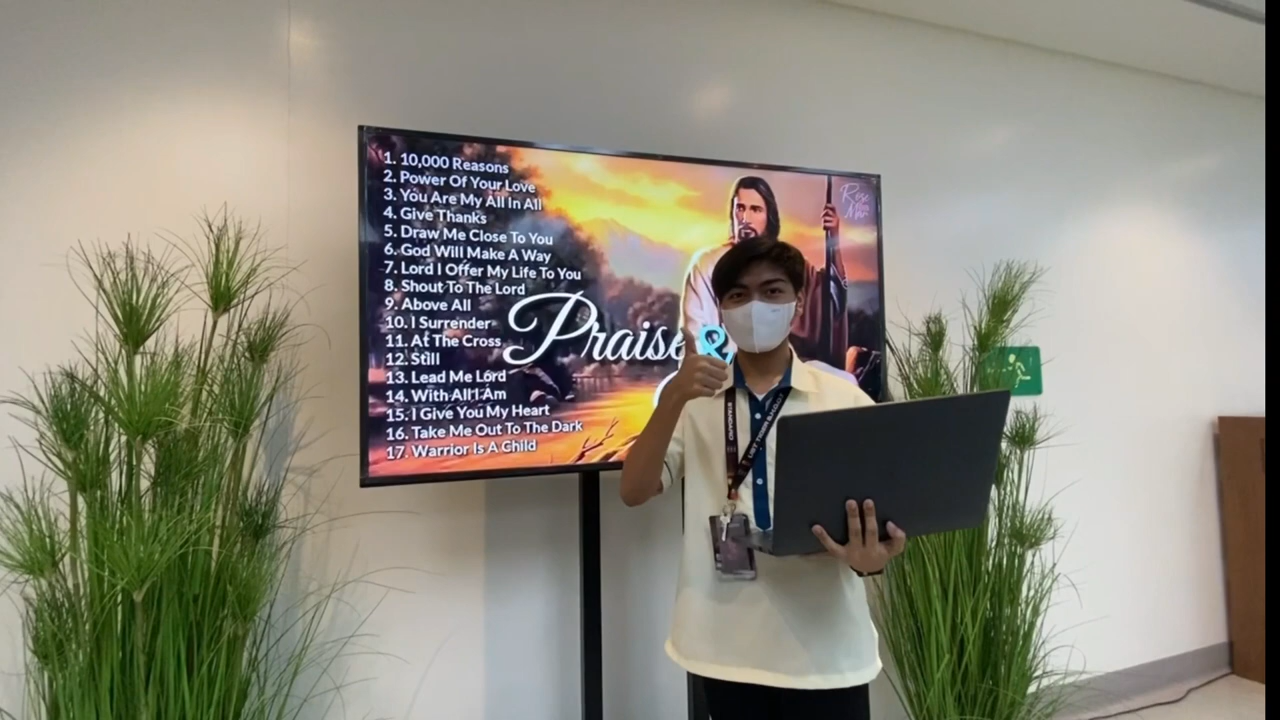 1. 10,000 Reasons
2. Power Of Your Love
3. You Are My All In All
4. Give Thanks
5. Draw Me Close To You
6. God Will Make A Way
7. Lord I Offer My Life To You
8. Shout To The Lord
9. Above All
10. I Surrender
11. At The Cross
12. Still
13. Lead Me Lord
14. With All I Am
15. I Give You My Heart
16. Take Me Out To The Dark
17. Warrior Is A Child
Praise &
Rose
STANDARD